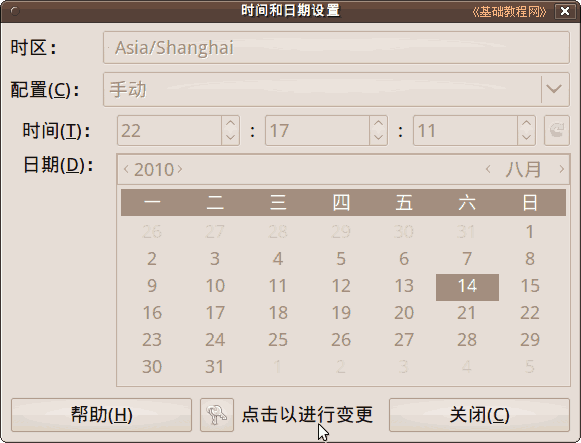 时间和日期设置 《基础教程网》
时区： Asia/Shanghai
配置(C)： 手动
时间(T)： 22 : 17 : 11
日期(D)： 2010 八月
一 二 三 四 五 六 日
26 27 28 29 30 31 1
2 3 4 5 6 7 8
9 10 11 12 13 14 15
16 17 18 19 20 21 22
23 24 25 26 27 28 29
30 31 1 2 3 4 5
帮助(H) 点击以进行变更 关闭(C)